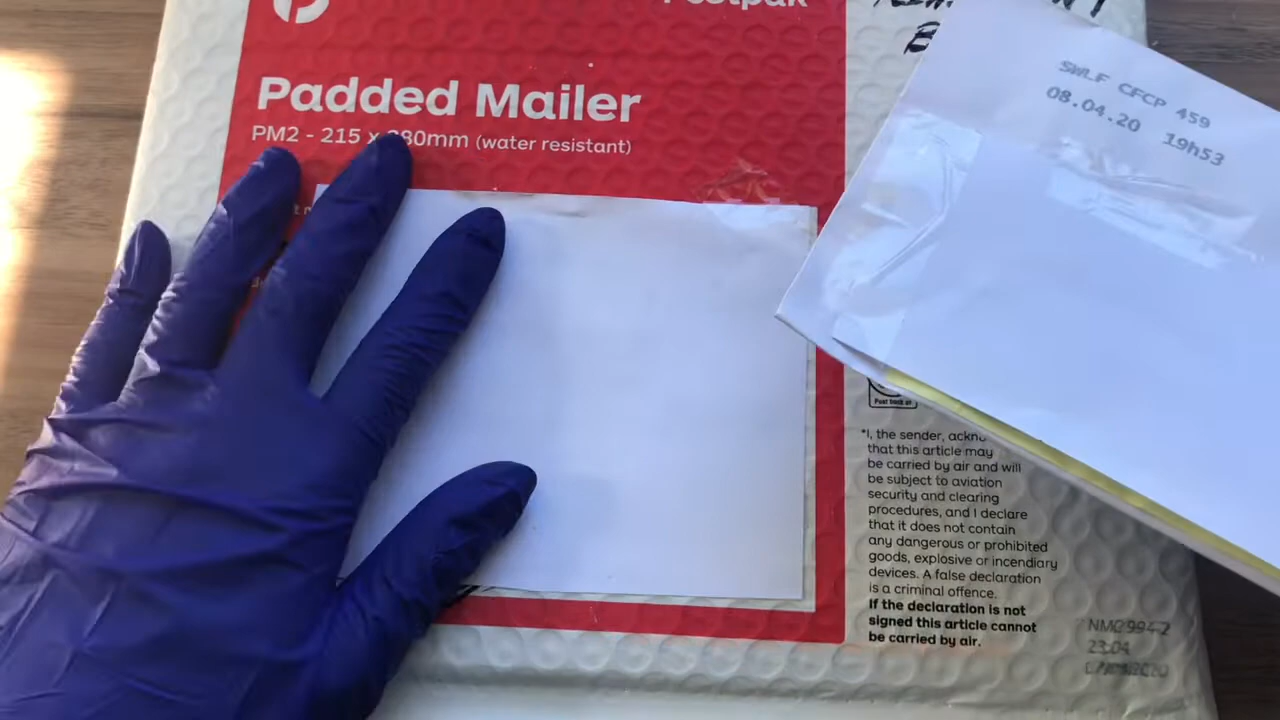 Postpak
Padded Mailer
PM2 - 215 x 280mm (water resistant)
SWLF CFCP 459
08.04.20 19h53
*I, the sender,
that this article may
be carried by air and will
be subject to aviation
security and clearing
procedures, and I declare
that it does not contain
any dangerous or prohibited
goods, explosive or incendiary
devices. A false declaration
is a criminal offence.
If the declaration is not
signed this article cannot
be carried by air.
NMC994-2
23:04